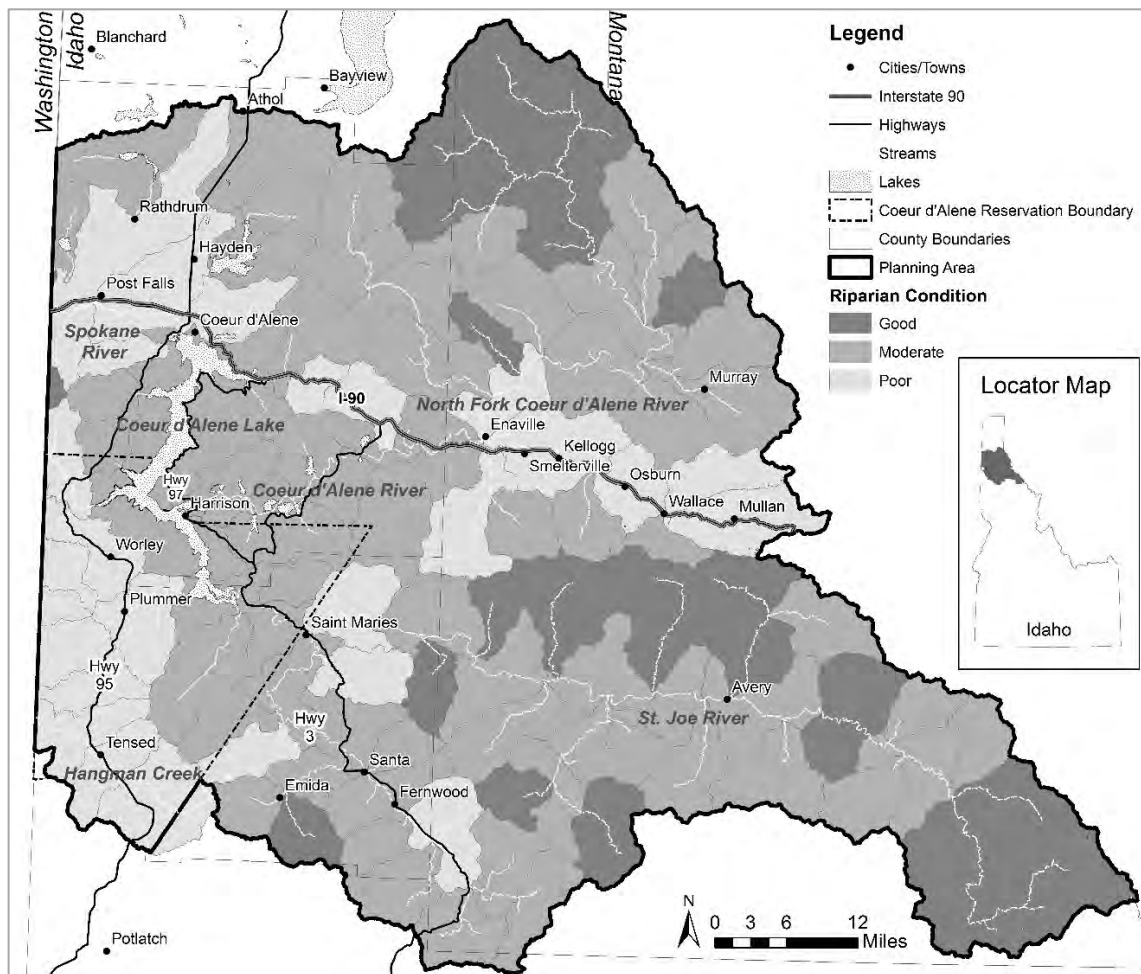 Washington
Idaho
Montana
Blanchard
Bayview
Athol
Rathdrum
Hayden
Post Falls
Coeur d'Alene
Spokane
River
Murray
I-90
North Fork Coeur d'Alene River
Enaville
Coeur d'Alene Lake
Kellogg
Smelterville
Osburn
Hwy
97
Coeur d'Alene River
Harrison
Wallace
Mullan
Worley
Plummer
Saint Maries
Hwy
95
Avery
St. Joe River
Hwy
3
Tensed
Hangman Creek
Santa
Emida
Fernwood
Potlatch
N
0 3 6 12
Miles
Legend
Cities/Towns
Interstate 90
Highways
Streams
Lakes
Coeur d'Alene Reservation Boundary
County Boundaries
Planning Area
Riparian Condition
Good
Moderate
Poor
Locator Map
Idaho